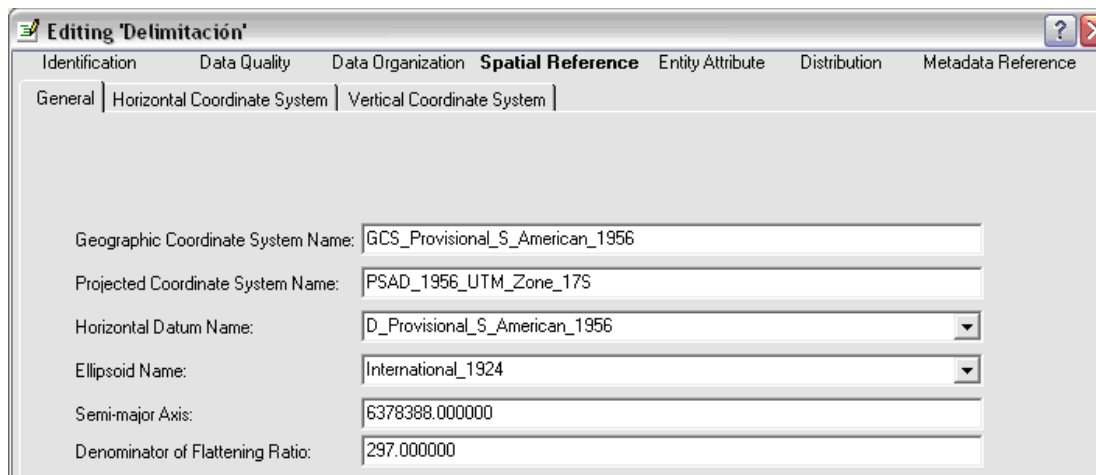 Editing 'Delimitación'
Identification Data Quality Data Organization Spatial Reference Entity Attribute Distribution Metadata Reference
General Horizontal Coordinate System Vertical Coordinate System
Geographic Coordinate System Name: GCS_Provisional_S_American_1956
Projected Coordinate System Name: PSAD_1956_UTM_Zone_17S
Horizontal Datum Name: D_Provisional_S_American_1956
Ellipsoid Name: International_1924
Semi-major Axis: 6378388.000000
Denominator of Flattening Ratio: 297.000000